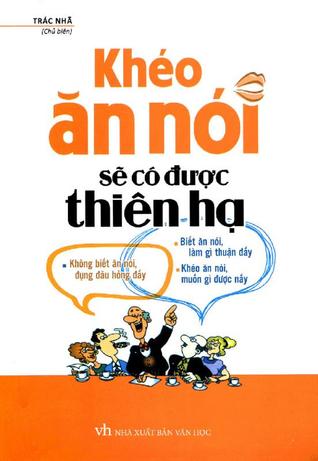 TRÁC NHÃ
(Chủ biên)
Khéo
ăn nói
sẽ có được
thiên hạ
• Biết ăn nói,
làm gì thuận đấy
• Không biết ăn nói,
đụng đâu hỏng đấy
• Khéo ăn nói,
muốn gì được nấy
vh NHÀ XUẤT BẢN VĂN HỌC